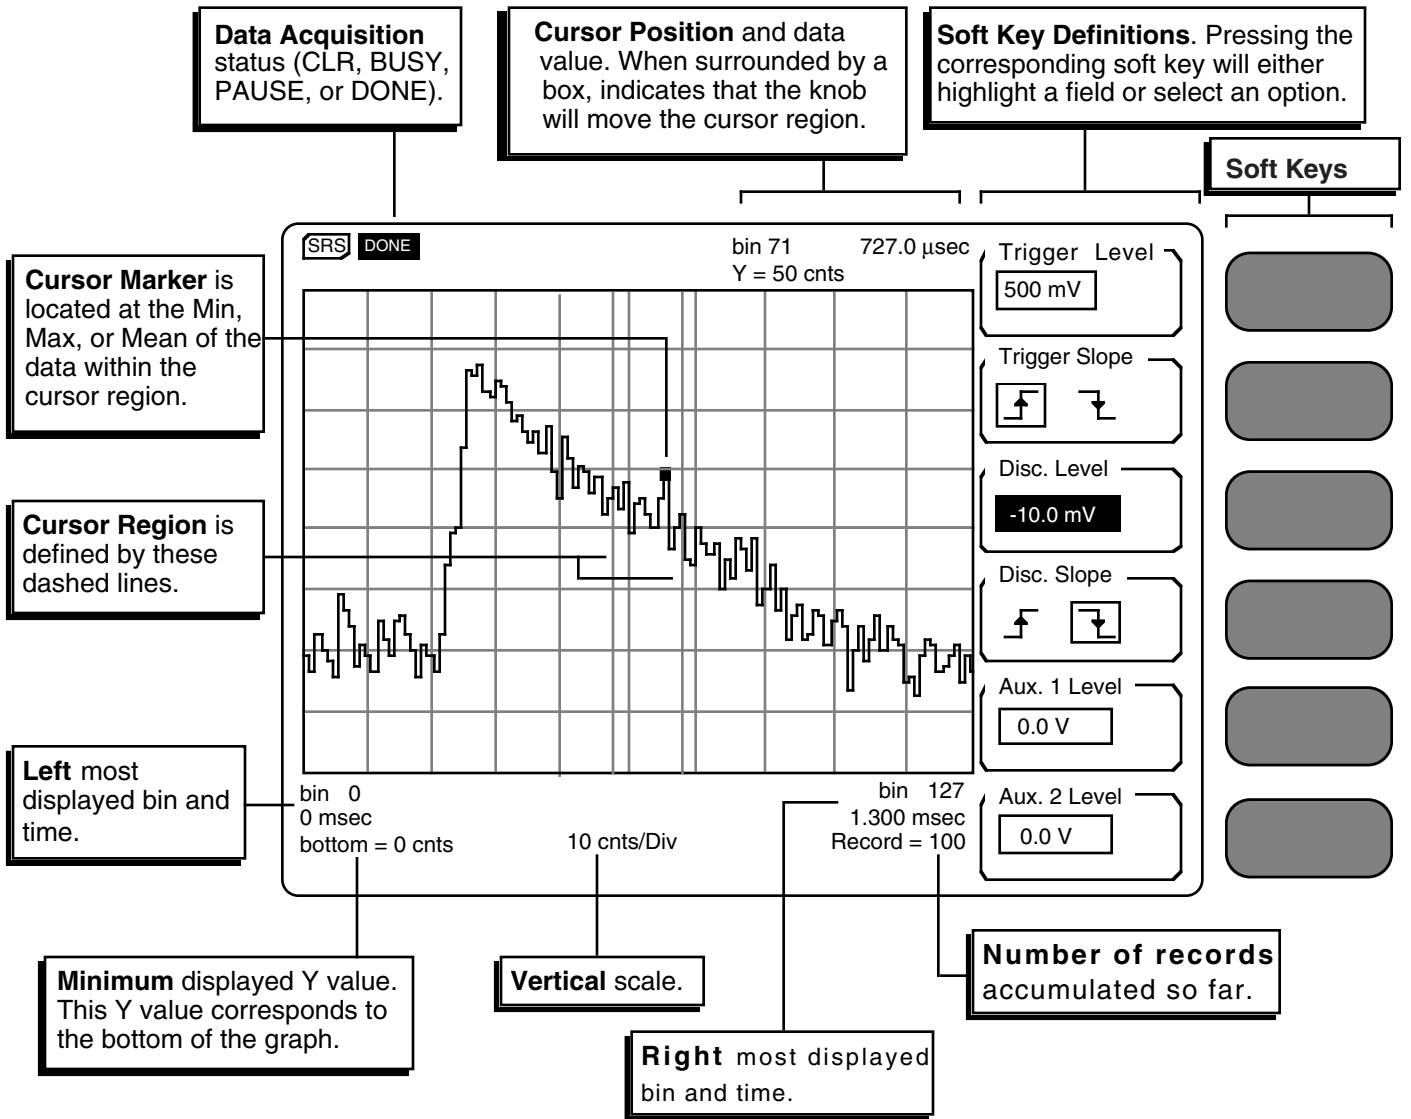 Data Acquisition
status (CLR, BUSY,
PAUSE, or DONE).
Cursor Position and data
value. When surrounded by a
box, indicates that the knob
will move the cursor region.
Soft Key Definitions. Pressing the
corresponding soft key will either
highlight a field or select an option.
Soft Keys
SRS DONE
bin 71 727.0 µsec
Y = 50 cnts
Cursor Marker is
located at the Min,
Max, or Mean of the
data within the
cursor region.
Cursor Region is
defined by these
dashed lines.
Left most
displayed bin and
time.
Trigger Level
500 mV
Trigger Slope
Disc. Level
-10.0 mV
Disc. Slope
Aux. 1 Level
0.0 V
Aux. 2 Level
0.0 V
bin 0
0 msec
bottom = 0 cnts
10 cnts/Div
bin 127
1.300 msec
Record = 100
Minimum displayed Y value.
This Y value corresponds to
the bottom of the graph.
Vertical scale.
Right most displayed
bin and time.
Number of records
accumulated so far.